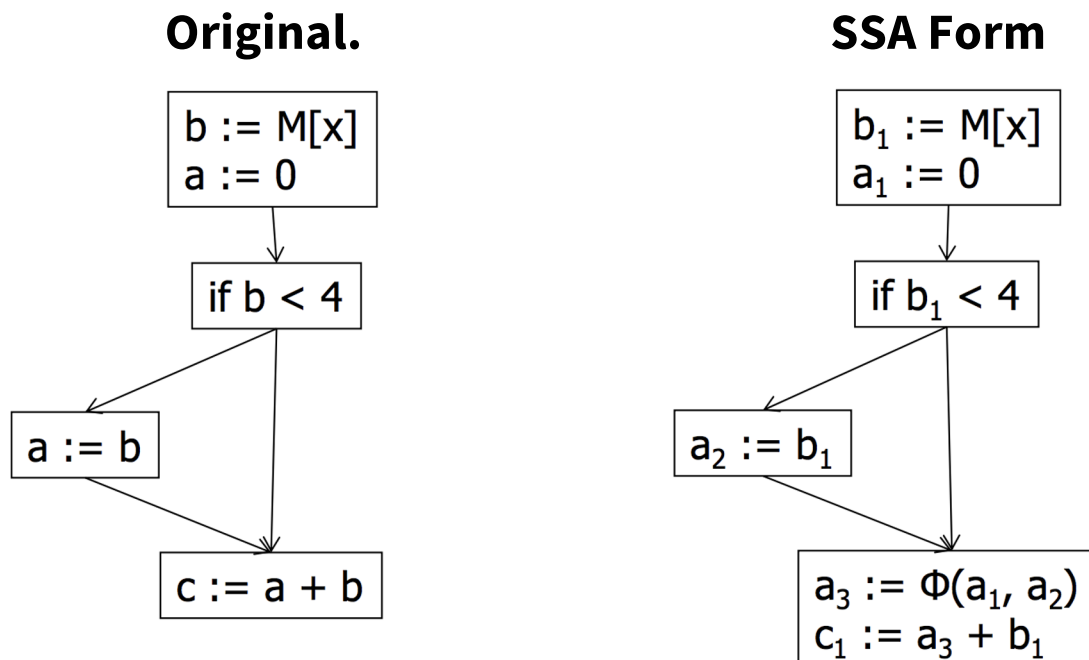 Original.
b := M[x]
a := 0
if b < 4
a := b
c := a + b
SSA Form
b₁ := M[x]
a₁ := 0
if b₁ < 4
a₂ := b₁
a₃ := Φ(a₁, a₂)
c₁ := a₃ + b₁